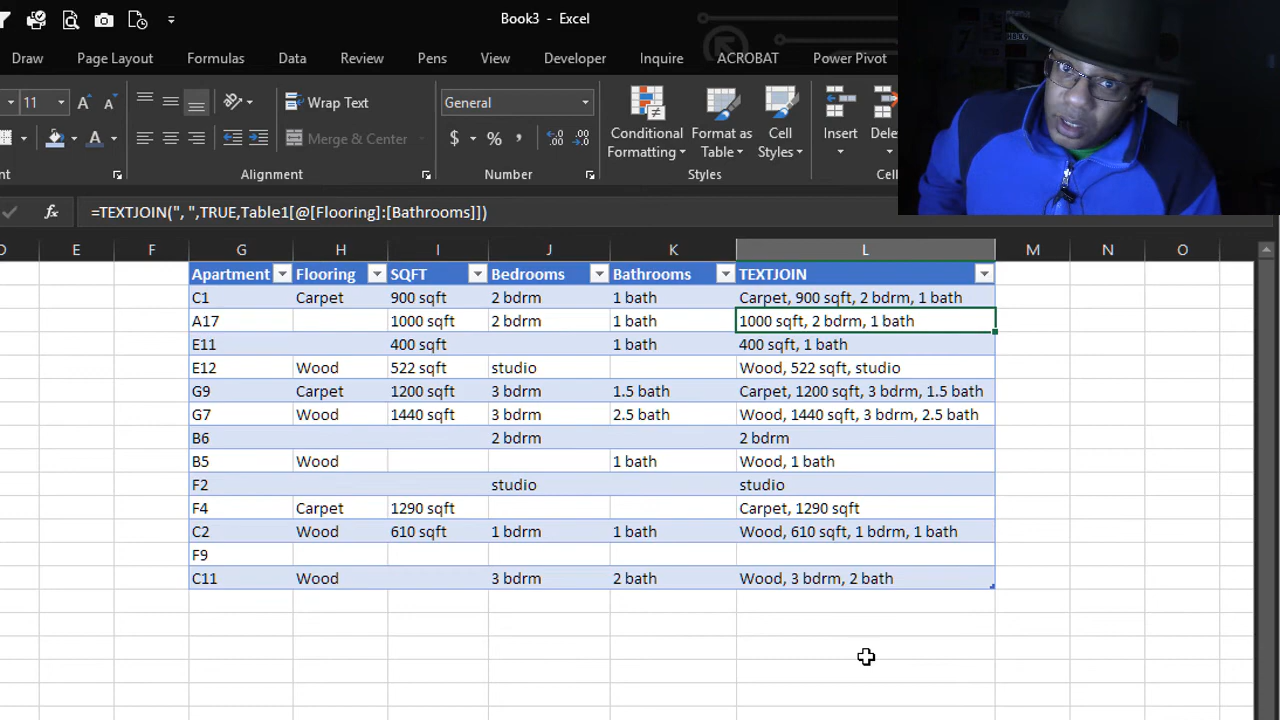 Book3 - Excel
Draw Page Layout Formulas Data Review Pens View Developer Inquire ACROBAT Power Pivot
11 A A Wrap Text General Conditional Formatting Format as Table Cell Styles Insert
A Merge & Center $ % ,
Alignment Number Styles
fx =TEXTJOIN(", ",TRUE,Table1[@[Flooring]:[Bathrooms]])
E F G H I J K L M N O
Apartment Flooring SQFT Bedrooms Bathrooms TEXTJOIN
C1 Carpet 900 sqft 2 bdrm 1 bath Carpet, 900 sqft, 2 bdrm, 1 bath
A17 1000 sqft 2 bdrm 1 bath 1000 sqft, 2 bdrm, 1 bath
E11 400 sqft 1 bath 400 sqft, 1 bath
E12 Wood 522 sqft studio Wood, 522 sqft, studio
G9 Carpet 1200 sqft 3 bdrm 1.5 bath Carpet, 1200 sqft, 3 bdrm, 1.5 bath
G7 Wood 1440 sqft 3 bdrm 2.5 bath Wood, 1440 sqft, 3 bdrm, 2.5 bath
B6 2 bdrm 2 bdrm
B5 Wood 1 bath Wood, 1 bath
F2 studio studio
F4 Carpet 1290 sqft Carpet, 1290 sqft
C2 Wood 610 sqft 1 bdrm 1 bath Wood, 610 sqft, 1 bdrm, 1 bath
F9
C11 Wood 3 bdrm 2 bath Wood, 3 bdrm, 2 bath